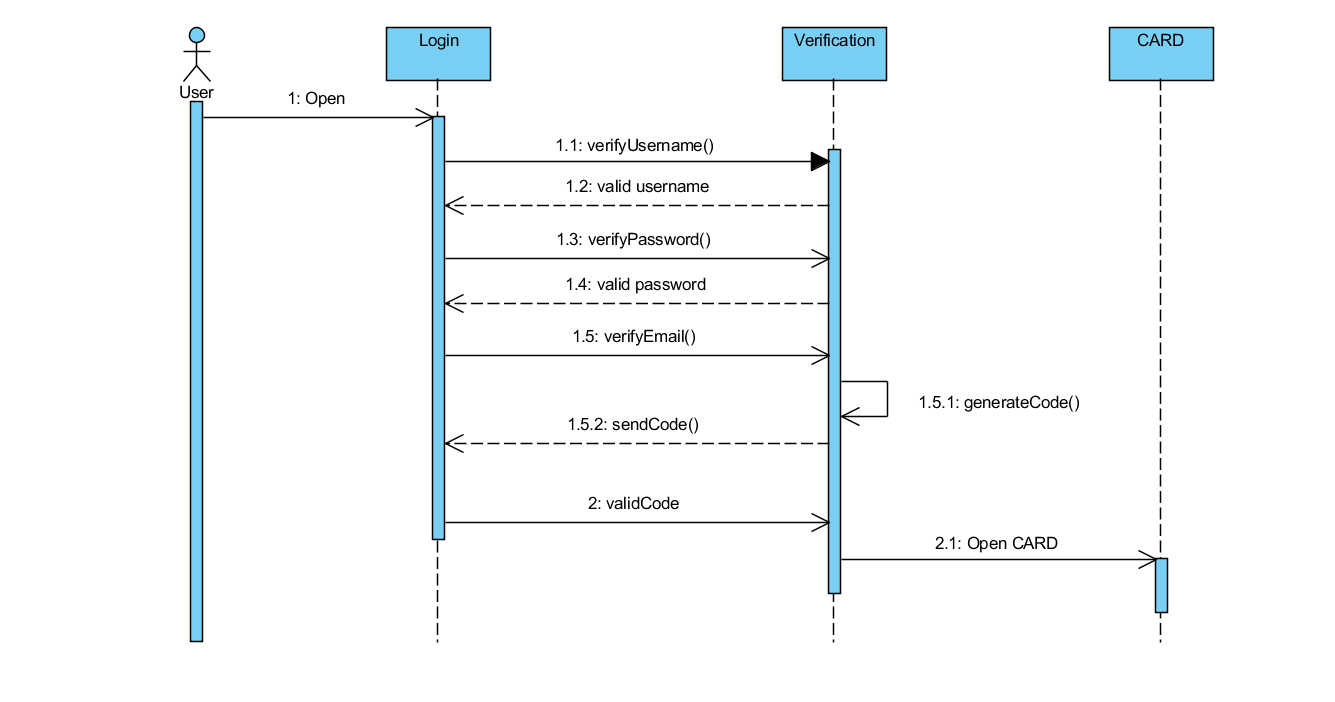 Login
Verification
CARD
User
1: Open
1.1: verifyUsername()
1.2: valid username
1.3: verifyPassword()
1.4: valid password
1.5: verifyEmail()
1.5.1: generateCode()
1.5.2: sendCode()
2: validCode
2.1: Open CARD